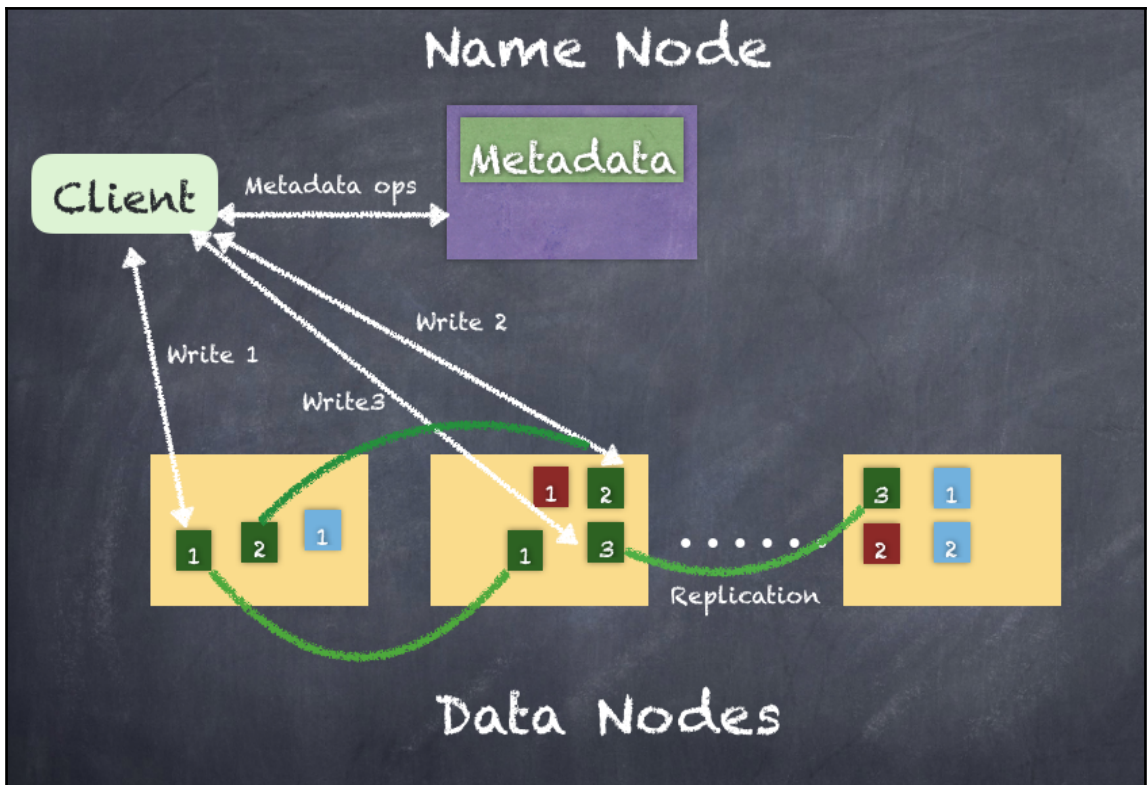 Name Node
Metadata
Client
Metadata ops
Write 2
Write 1
Write3
1 2
3 1
2 1
1 3
2 2
1
Replication
Data Nodes